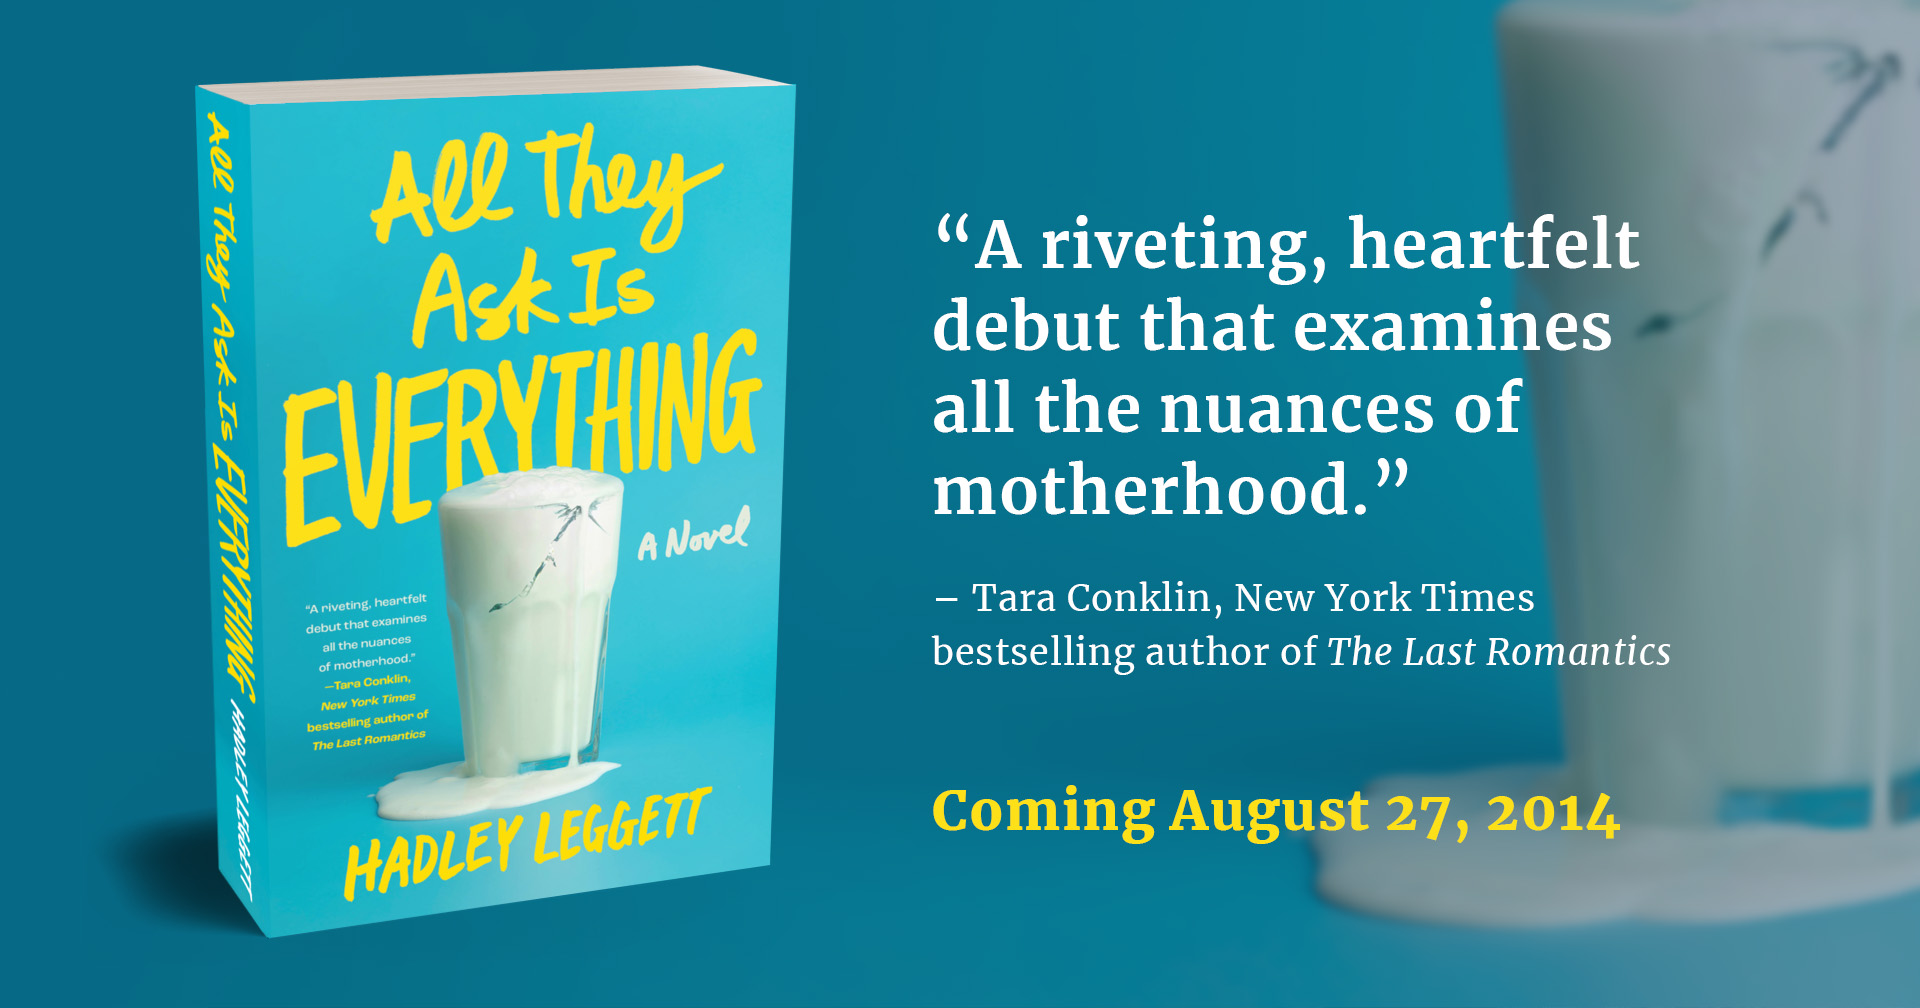 All They
Ask Is
EVERYTHING
A Novel
"A riveting, heartfelt
debut that examines
all the nuances
of motherhood."
—Tara Conklin,
New York Times
bestselling author of
The Last Romantics
HADLEY LEGGETT
All They Ask Is EVERYTHING HADLEY LEGGETT
“A riveting, heartfelt
debut that examines
all the nuances of
motherhood.”
– Tara Conklin, New York Times
bestselling author of The Last Romantics
Coming August 27, 2014